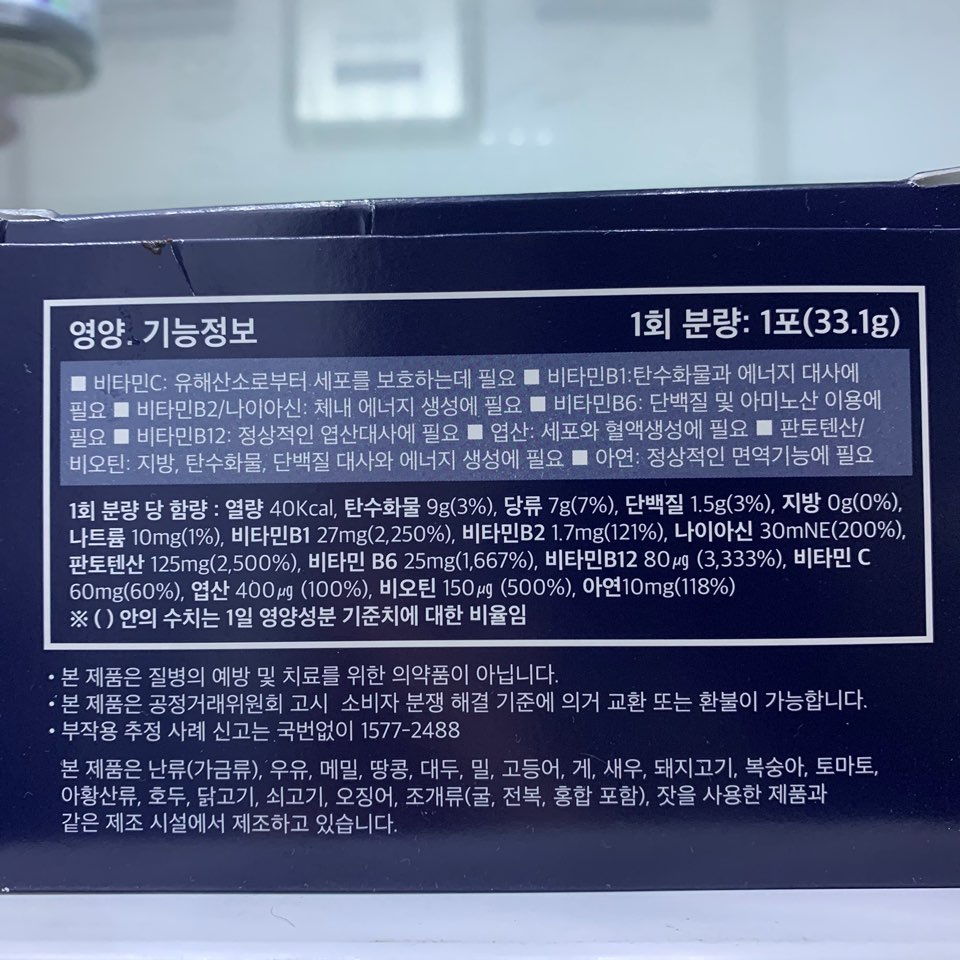 영양. 기능정보
1회 분량: 1포(33.1g)
■ 비타민C: 유해산소로부터 세포를 보호하는데 필요 ■ 비타민B1:탄수화물과 에너지 대사에
필요 ■ 비타민B2/나이아신: 체내 에너지 생성에 필요 ■ 비타민B6: 단백질 및 아미노산 이용에
필요 ■ 비타민B12: 정상적인 엽산대사에 필요 ■ 엽산: 세포와 혈액생성에 필요 ■ 판토텐산/
비오틴: 지방, 탄수화물, 단백질 대사와 에너지 생성에 필요 ■ 아연: 정상적인 면역기능에 필요
1회 분량 당 함량 : 열량 40Kcal, 탄수화물 9g(3%), 당류 7g(7%), 단백질 1.5g(3%), 지방 0g(0%),
나트륨 10mg(1%), 비타민B1 27mg(2,250%), 비타민B2 1.7mg(121%), 나이아신 30mNE(200%),
판토텐산 125mg(2,500%), 비타민 B6 25mg(1,667%), 비타민B12 80㎍ (3,333%), 비타민 C
60mg(60%), 엽산 400㎍ (100%), 비오틴 150㎍ (500%), 아연10mg(118%)
※ ( ) 안의 수치는 1일 영양성분 기준치에 대한 비율임
• 본 제품은 질병의 예방 및 치료를 위한 의약품이 아닙니다.
• 본 제품은 공정거래위원회 고시 소비자 분쟁 해결 기준에 의거 교환 또는 환불이 가능합니다.
• 부작용 추정 사례 신고는 국번없이 1577-2488
본 제품은 난류(가금류), 우유, 메밀, 땅콩, 대두, 밀, 고등어, 게, 새우, 돼지고기, 복숭아, 토마토,
아황산류, 호두, 닭고기, 쇠고기, 오징어, 조개류(굴, 전복, 홍합 포함), 잣을 사용한 제품과
같은 제조 시설에서 제조하고 있습니다.